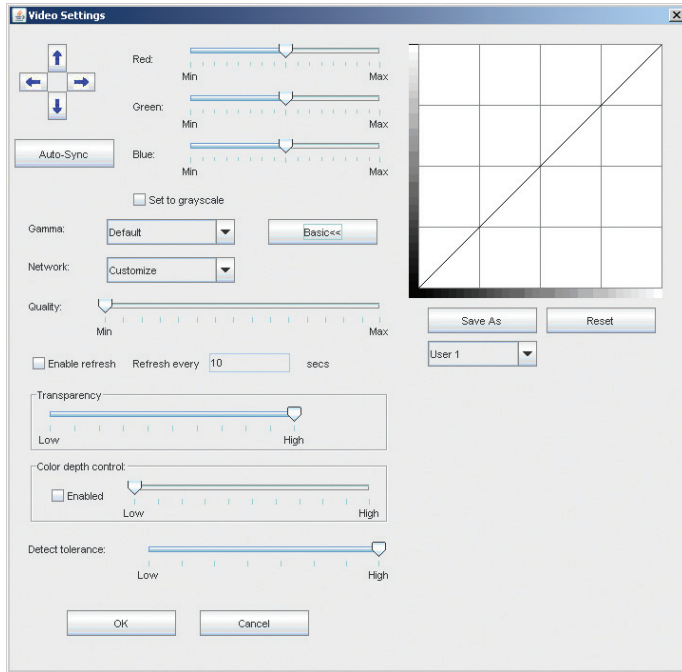 Video Settings
Red:
Min Max
Green:
Min Max
Auto-Sync
Blue:
Min Max
Set to grayscale
Gamma: Default Basic<<
Network: Customize
Quality:
Min Max
Enable refresh Refresh every 10 secs
Transparency
Low High
Color depth control:
Enabled
Low High
Detect tolerance:
Low High
OK Cancel
Save As Reset
User 1